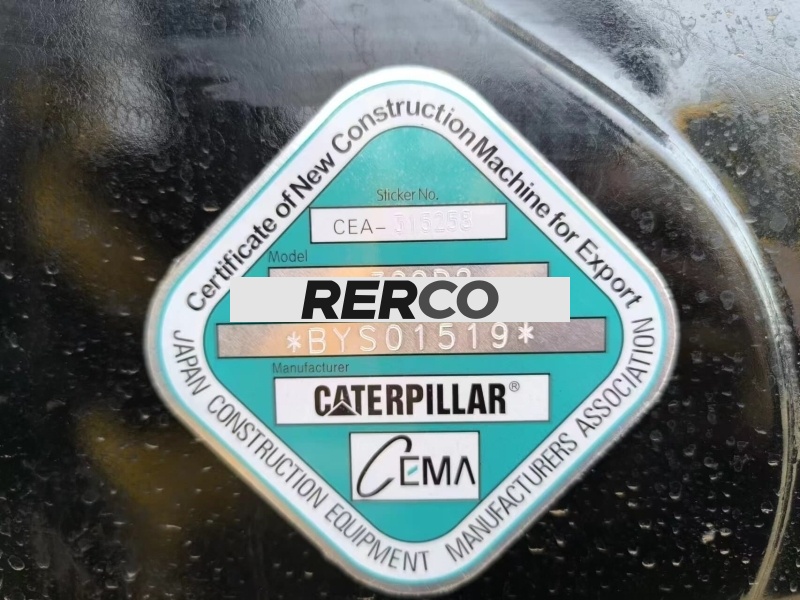 Certificate of New Construction Machine for Export
Sticker No.
CEA-315255
Model
RERCO
*BYS01519*
Manufacturer
CATERPILLAR®
CEMA
JAPAN CONSTRUCTION EQUIPMENT MANUFACTURERS ASSOCIATION